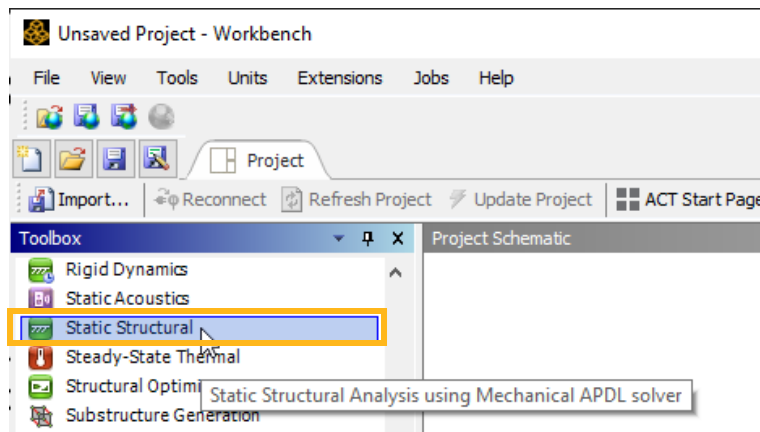 Unsaved Project - Workbench
File View Tools Units Extensions Jobs Help
Project
Import... Reconnect Refresh Project Update Project ACT Start Page
Toolbox Project Schematic
Rigid Dynamics
Static Acoustics
Static Structural
Steady-State Thermal
Structural Optimi
Static Structural Analysis using Mechanical APDL solver
Substructure Generation